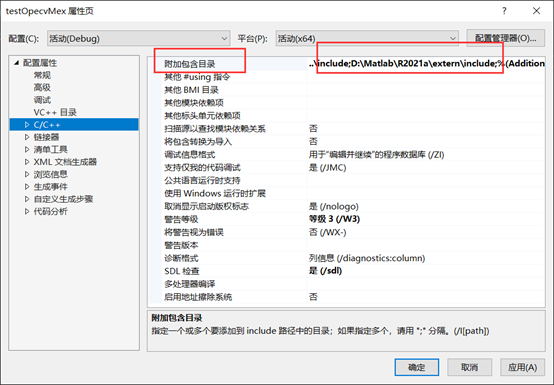 testOpecvMex 属性页
? ×
配置(C): 活动(Debug) 平台(P): 活动(x64) 配置管理器(O)...
配置属性
常规
高级
调试
VC++ 目录
C/C++
链接器
清单工具
XML 文档生成器
浏览信息
生成事件
自定义生成步骤
代码分析
附加包含目录 ..\include;D:\Matlab\R2021a\extern\include;%(Addition
其他 #using 指令
其他 BMI 目录
其他模块依赖项
其他标头单元依赖项
扫描源以查找模块依赖关系 否
将包含转换为导入 否
调试信息格式 用于“编辑并继续”的程序数据库 (/ZI)
支持仅我的代码调试 是 (/JMC)
公共语言运行时支持
使用 Windows 运行时扩展
取消显示启动版权标志 是 (/nologo)
警告等级 等级 3 (/W3)
将警告视为错误 否 (/WX-)
警告版本
诊断格式 列信息 (/diagnostics:column)
SDL 检查 是 (/sdl)
多处理器编译
启用地址擦除系统 否
附加包含目录
指定一个或多个要添加到 include 路径中的目录；如果指定多个，请用 ";" 分隔。(/I[path])
确定 取消 应用(A)